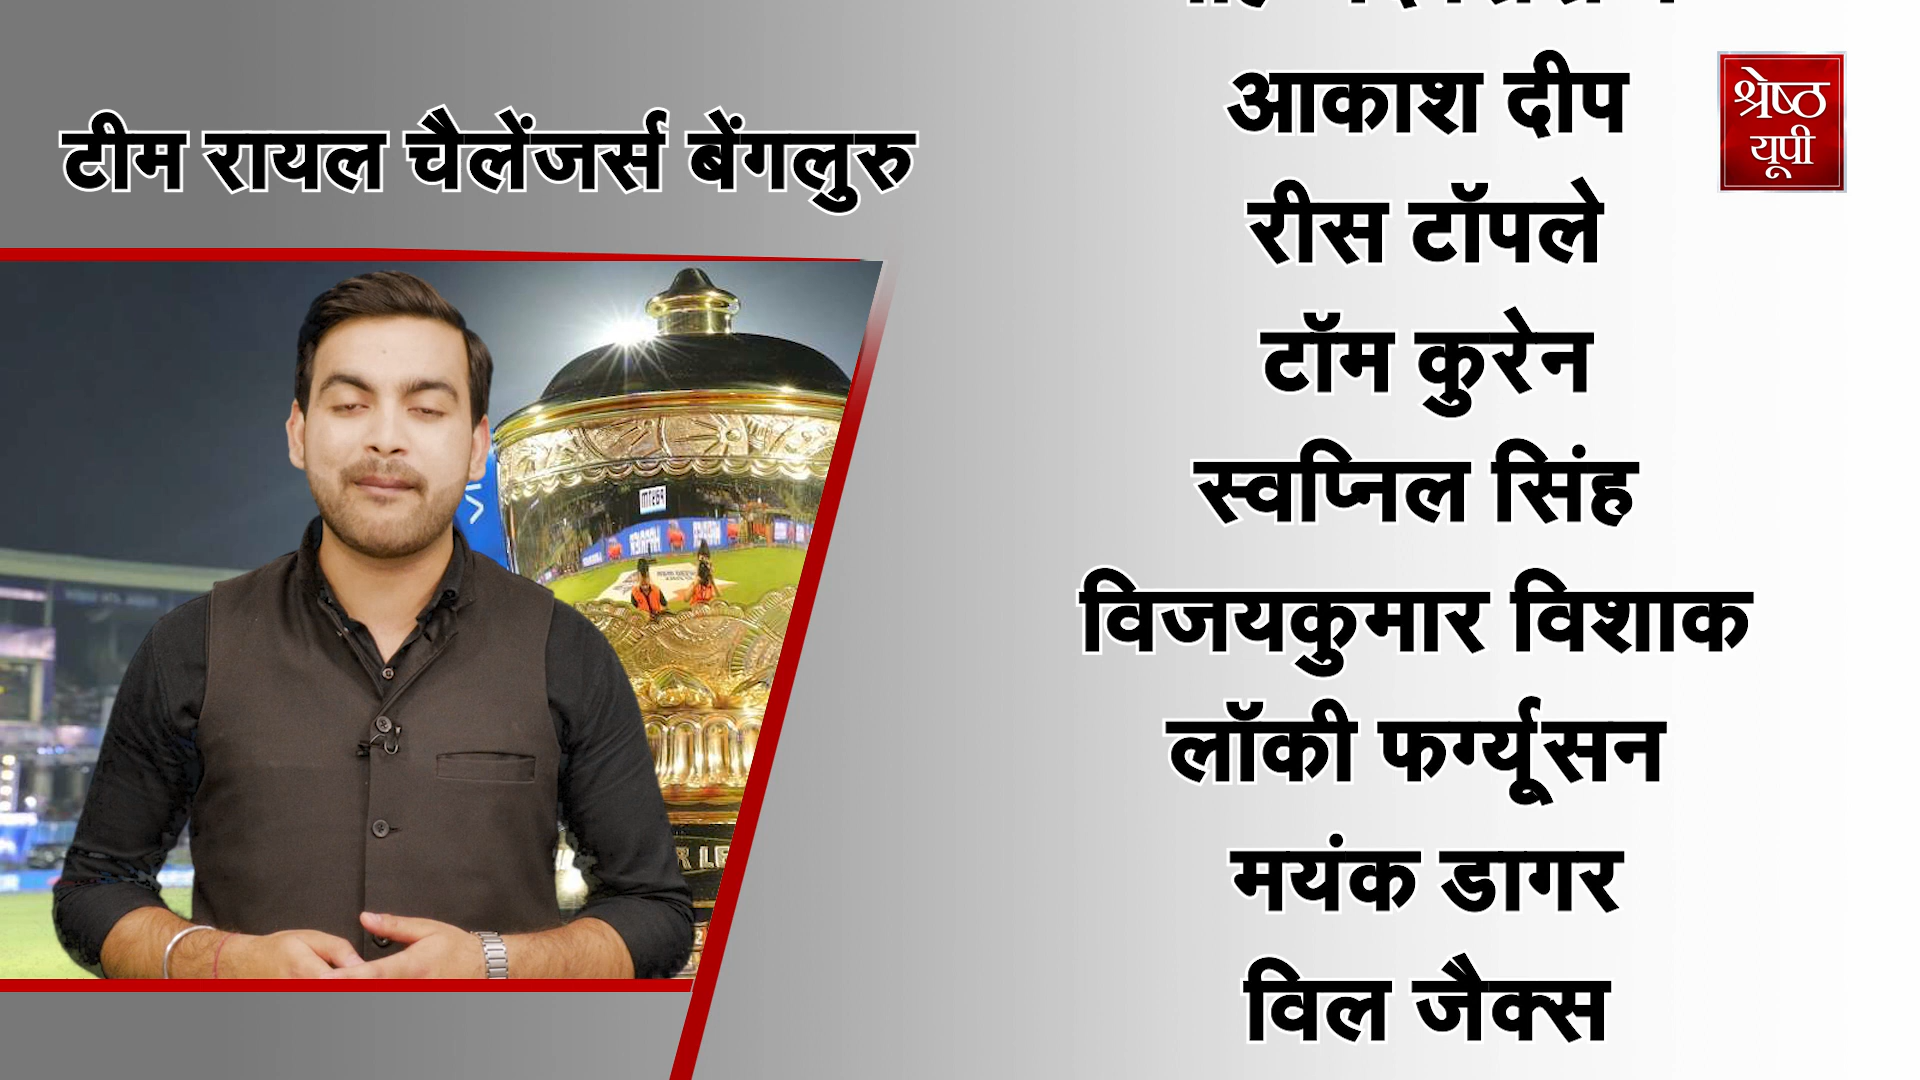 टीम रायल चैलेंजर्स बेंगलुरु
आकाश दीप
रीस टॉपले
टॉम कुरेन
स्वप्निल सिंह
विजयकुमार विशाक
लॉकी फर्ग्यूसन
मयंक डागर
विल जैक्स
श्रेष्ठ
यूपी